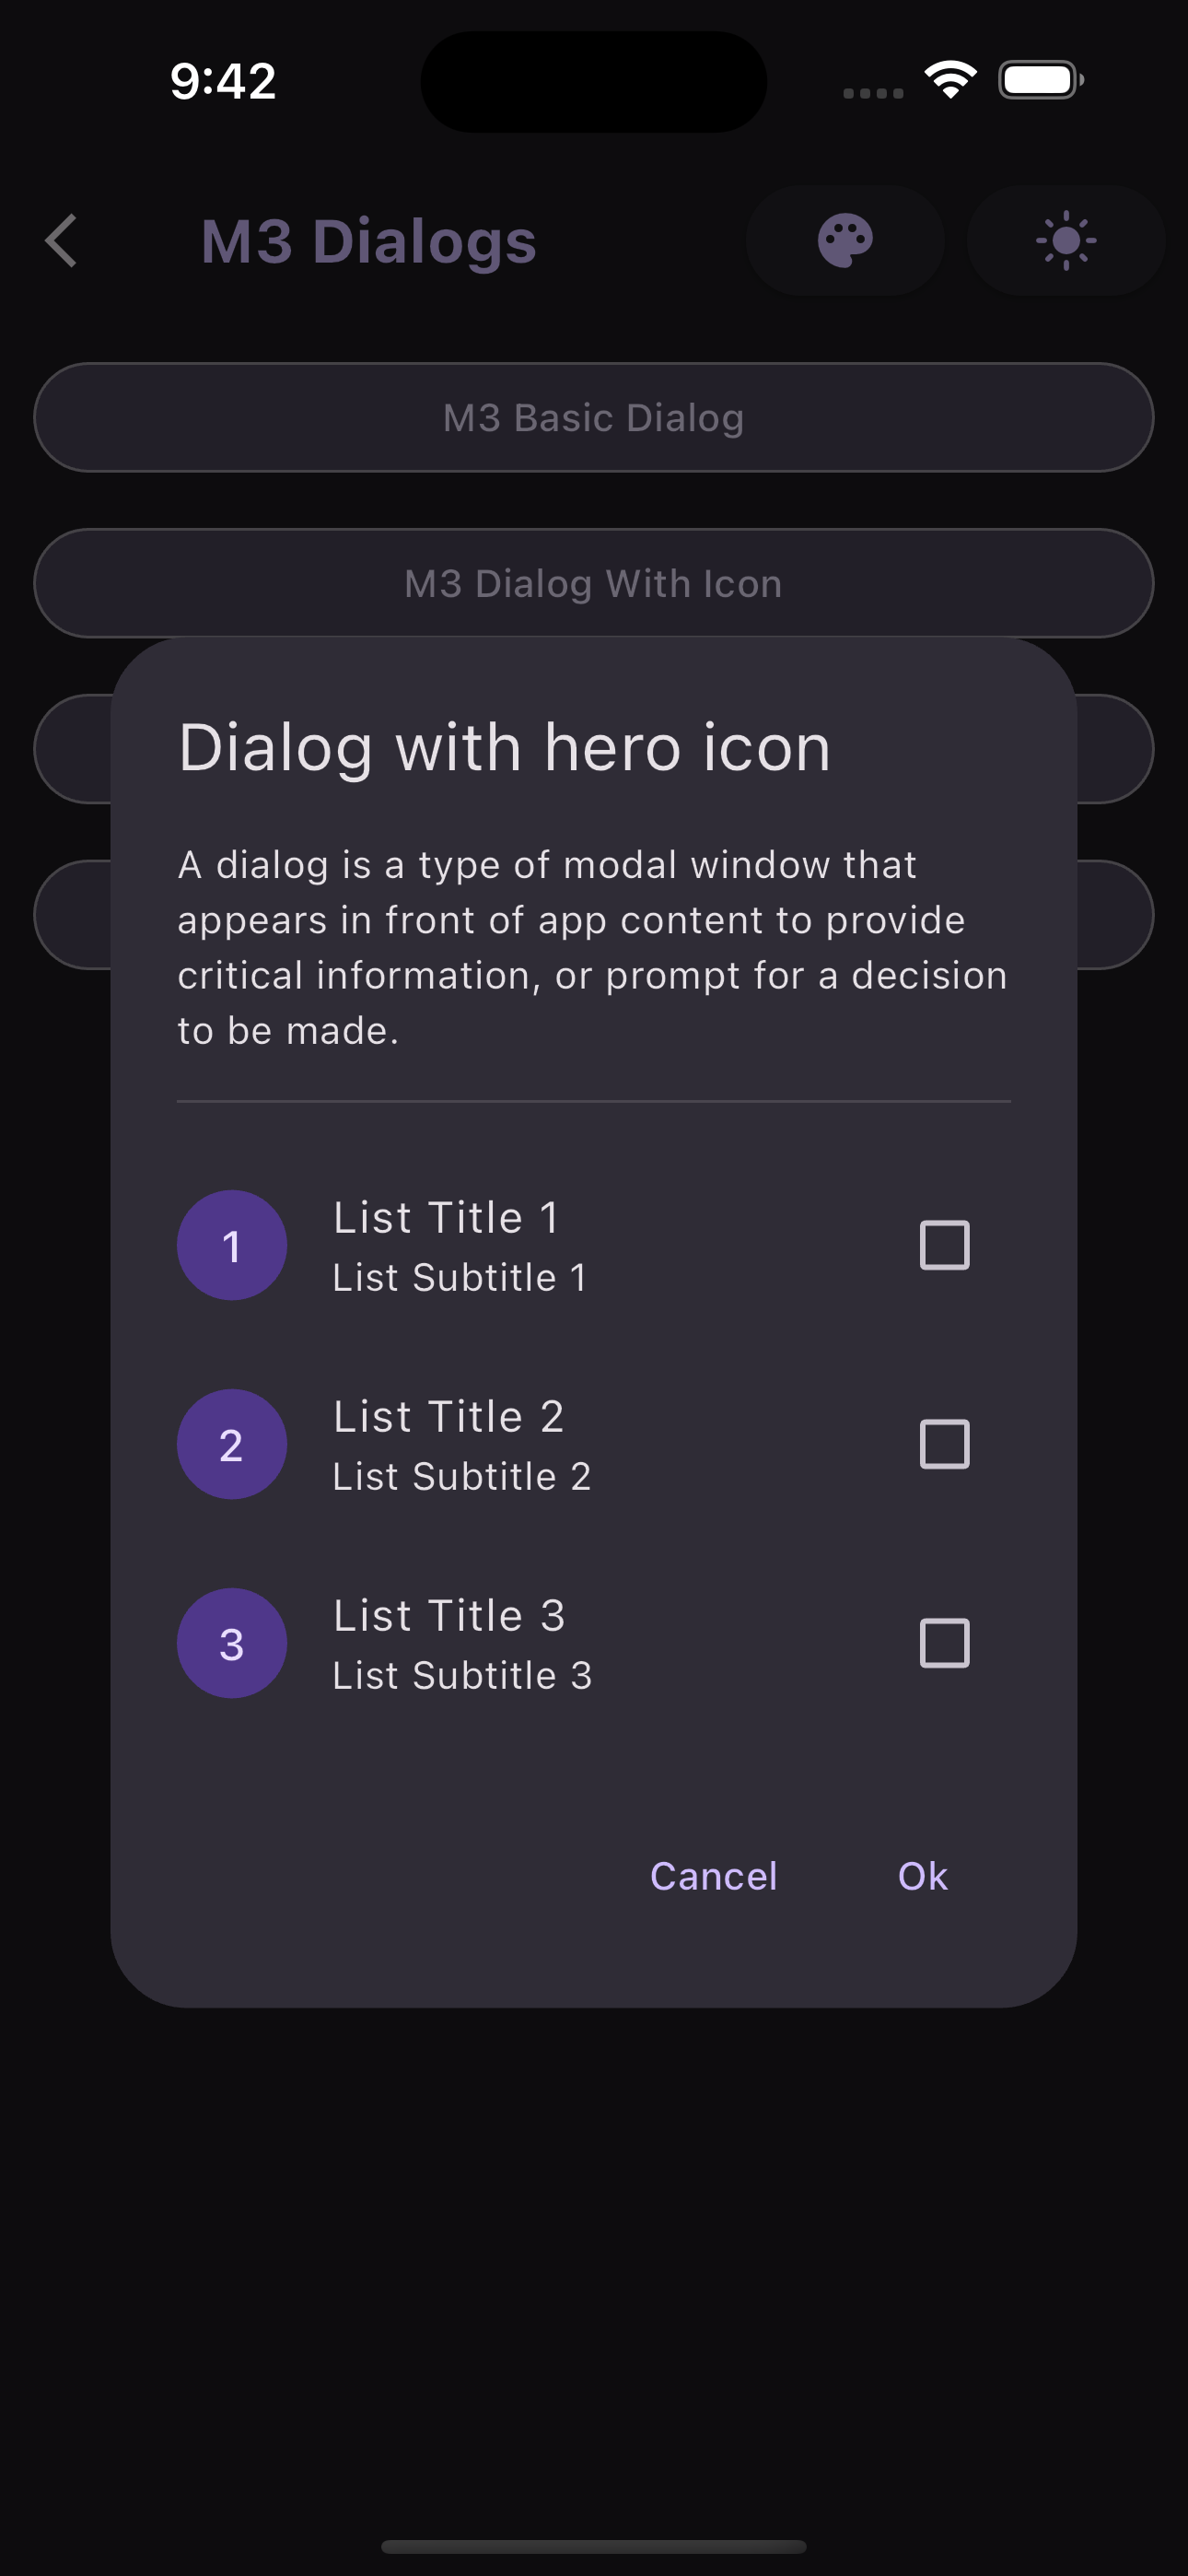 9:42
M3 Dialogs
M3 Basic Dialog
M3 Dialog With Icon
Dialog with hero icon
A dialog is a type of modal window that
appears in front of app content to provide
critical information, or prompt for a decision
to be made.
1
List Title 1
List Subtitle 1
2
List Title 2
List Subtitle 2
3
List Title 3
List Subtitle 3
Cancel
Ok